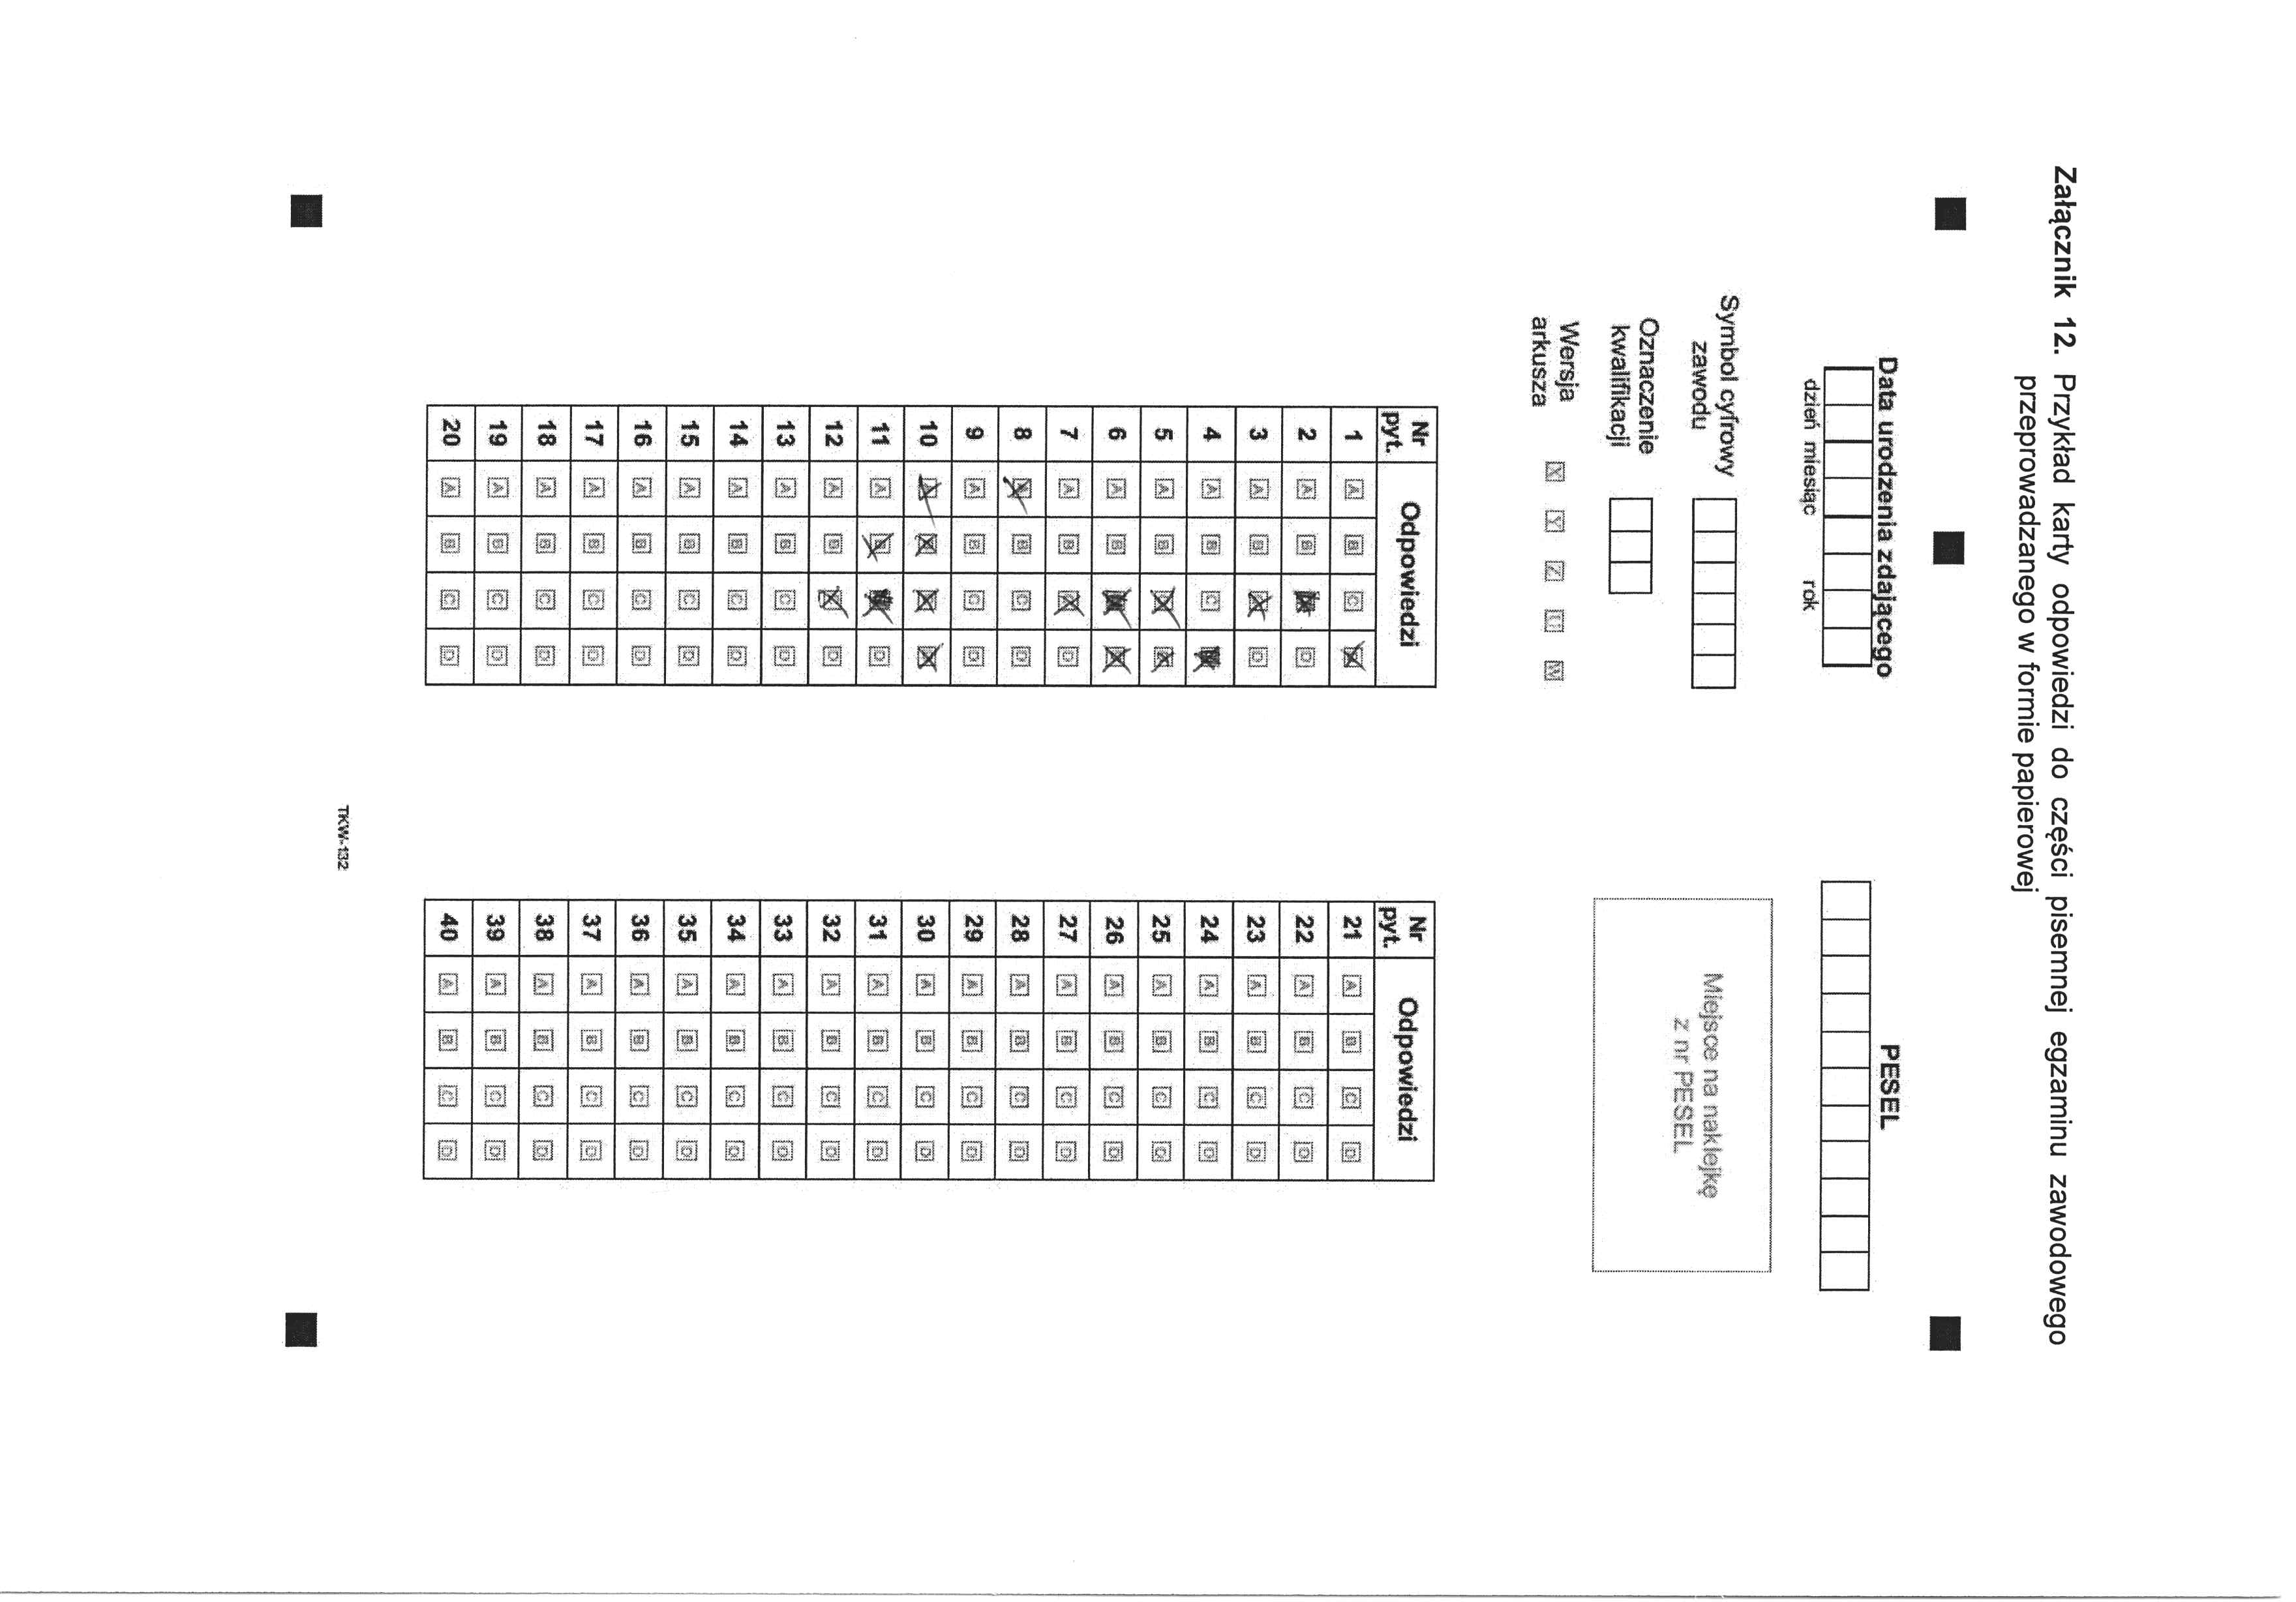 Załącznik 12. Przykład karty odpowiedzi do części pisemnej egzaminu zawodowego
przeprowadzanego w formie papierowej
Data urodzenia zdającego
dzień miesiąc rok
PESEL
Symbol cyfrowy
zawodu
Oznaczenie
kwalifikacji
Wersja
arkusza
X Y Z U W
Miejsce na naklejkę
z nr PESEL
Nr
pyt.
Odpowiedzi
1 A B C D
2 A B C D
3 A B C D
4 A B C D
5 A B C D
6 A B C D
7 A B C D
8 A B C D
9 A B C D
10 A B C D
11 A B C D
12 A B C D
13 A B C D
14 A B C D
15 A B C D
16 A B C D
17 A B C D
18 A B C D
19 A B C D
20 A B C D
Nr
pyt.
Odpowiedzi
21 A B C D
22 A B C D
23 A B C D
24 A B C D
25 A B C D
26 A B C D
27 A B C D
28 A B C D
29 A B C D
30 A B C D
31 A B C D
32 A B C D
33 A B C D
34 A B C D
35 A B C D
36 A B C D
37 A B C D
38 A B C D
39 A B C D
40 A B C D
TKW-132